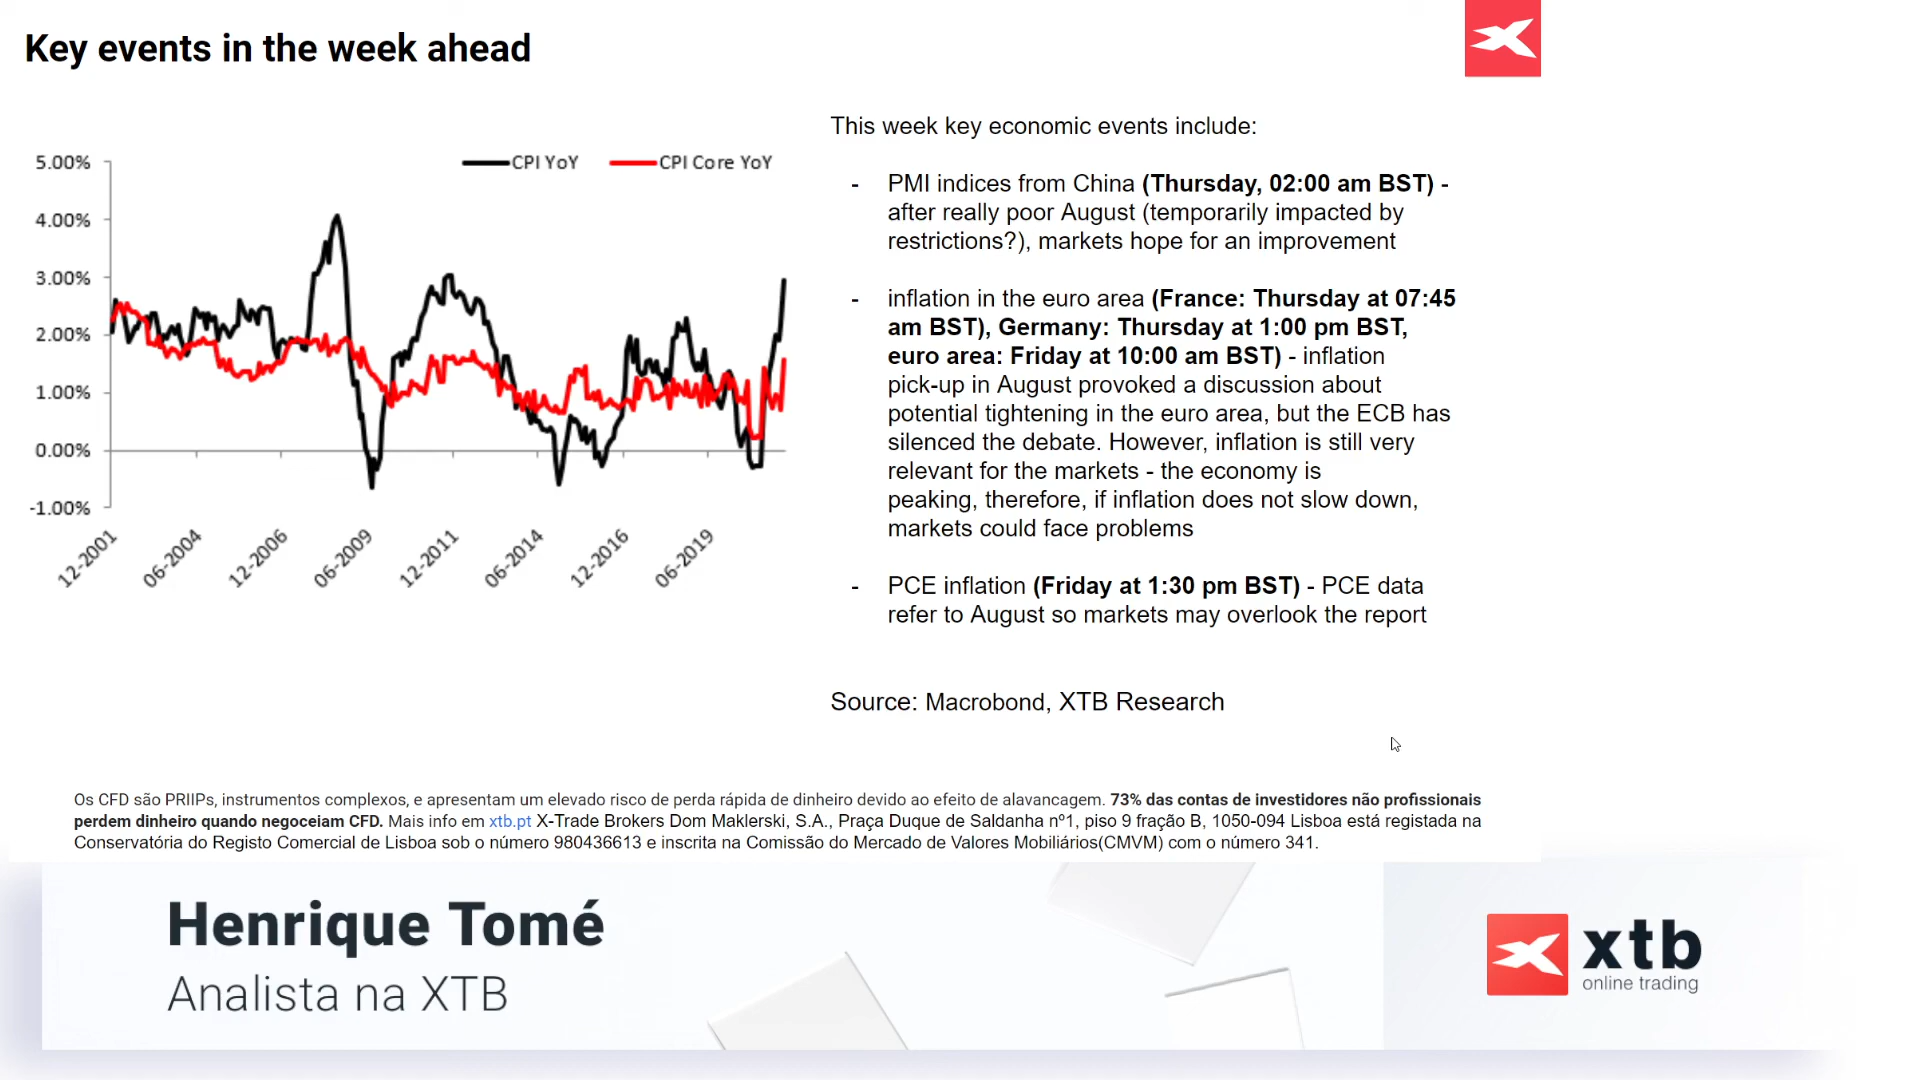 Key events in the week ahead
5.00%
4.00%
3.00%
2.00%
1.00%
0.00%
-1.00%
CPI YoY
CPI Core YoY
12-2001
06-2004
12-2006
06-2009
12-2011
06-2014
12-2016
06-2019
This week key economic events include:
- PMI indices from China (Thursday, 02:00 am BST) -
after really poor August (temporarily impacted by
restrictions?), markets hope for an improvement
- inflation in the euro area (France: Thursday at 07:45
am BST), Germany: Thursday at 1:00 pm BST,
euro area: Friday at 10:00 am BST) - inflation
pick-up in August provoked a discussion about
potential tightening in the euro area, but the ECB has
silenced the debate. However, inflation is still very
relevant for the markets - the economy is
peaking, therefore, if inflation does not slow down,
markets could face problems
- PCE inflation (Friday at 1:30 pm BST) - PCE data
refer to August so markets may overlook the report
Source: Macrobond, XTB Research
Os CFD são PRIIPs, instrumentos complexos, e apresentam um elevado risco de perda rápida de dinheiro devido ao efeito de alavancagem. 73% das contas de investidores não profissionais
perdem dinheiro quando negoceiam CFD. Mais info em xtb.pt X-Trade Brokers Dom Maklerski, S.A., Praça Duque de Saldanha nº1, piso 9 fração B, 1050-094 Lisboa está registada na
Conservatória do Registo Comercial de Lisboa sob o número 980436613 e inscrita na Comissão do Mercado de Valores Mobiliários(CMVM) com o número 341.
Henrique Tomé
Analista na XTB
xtb
online trading